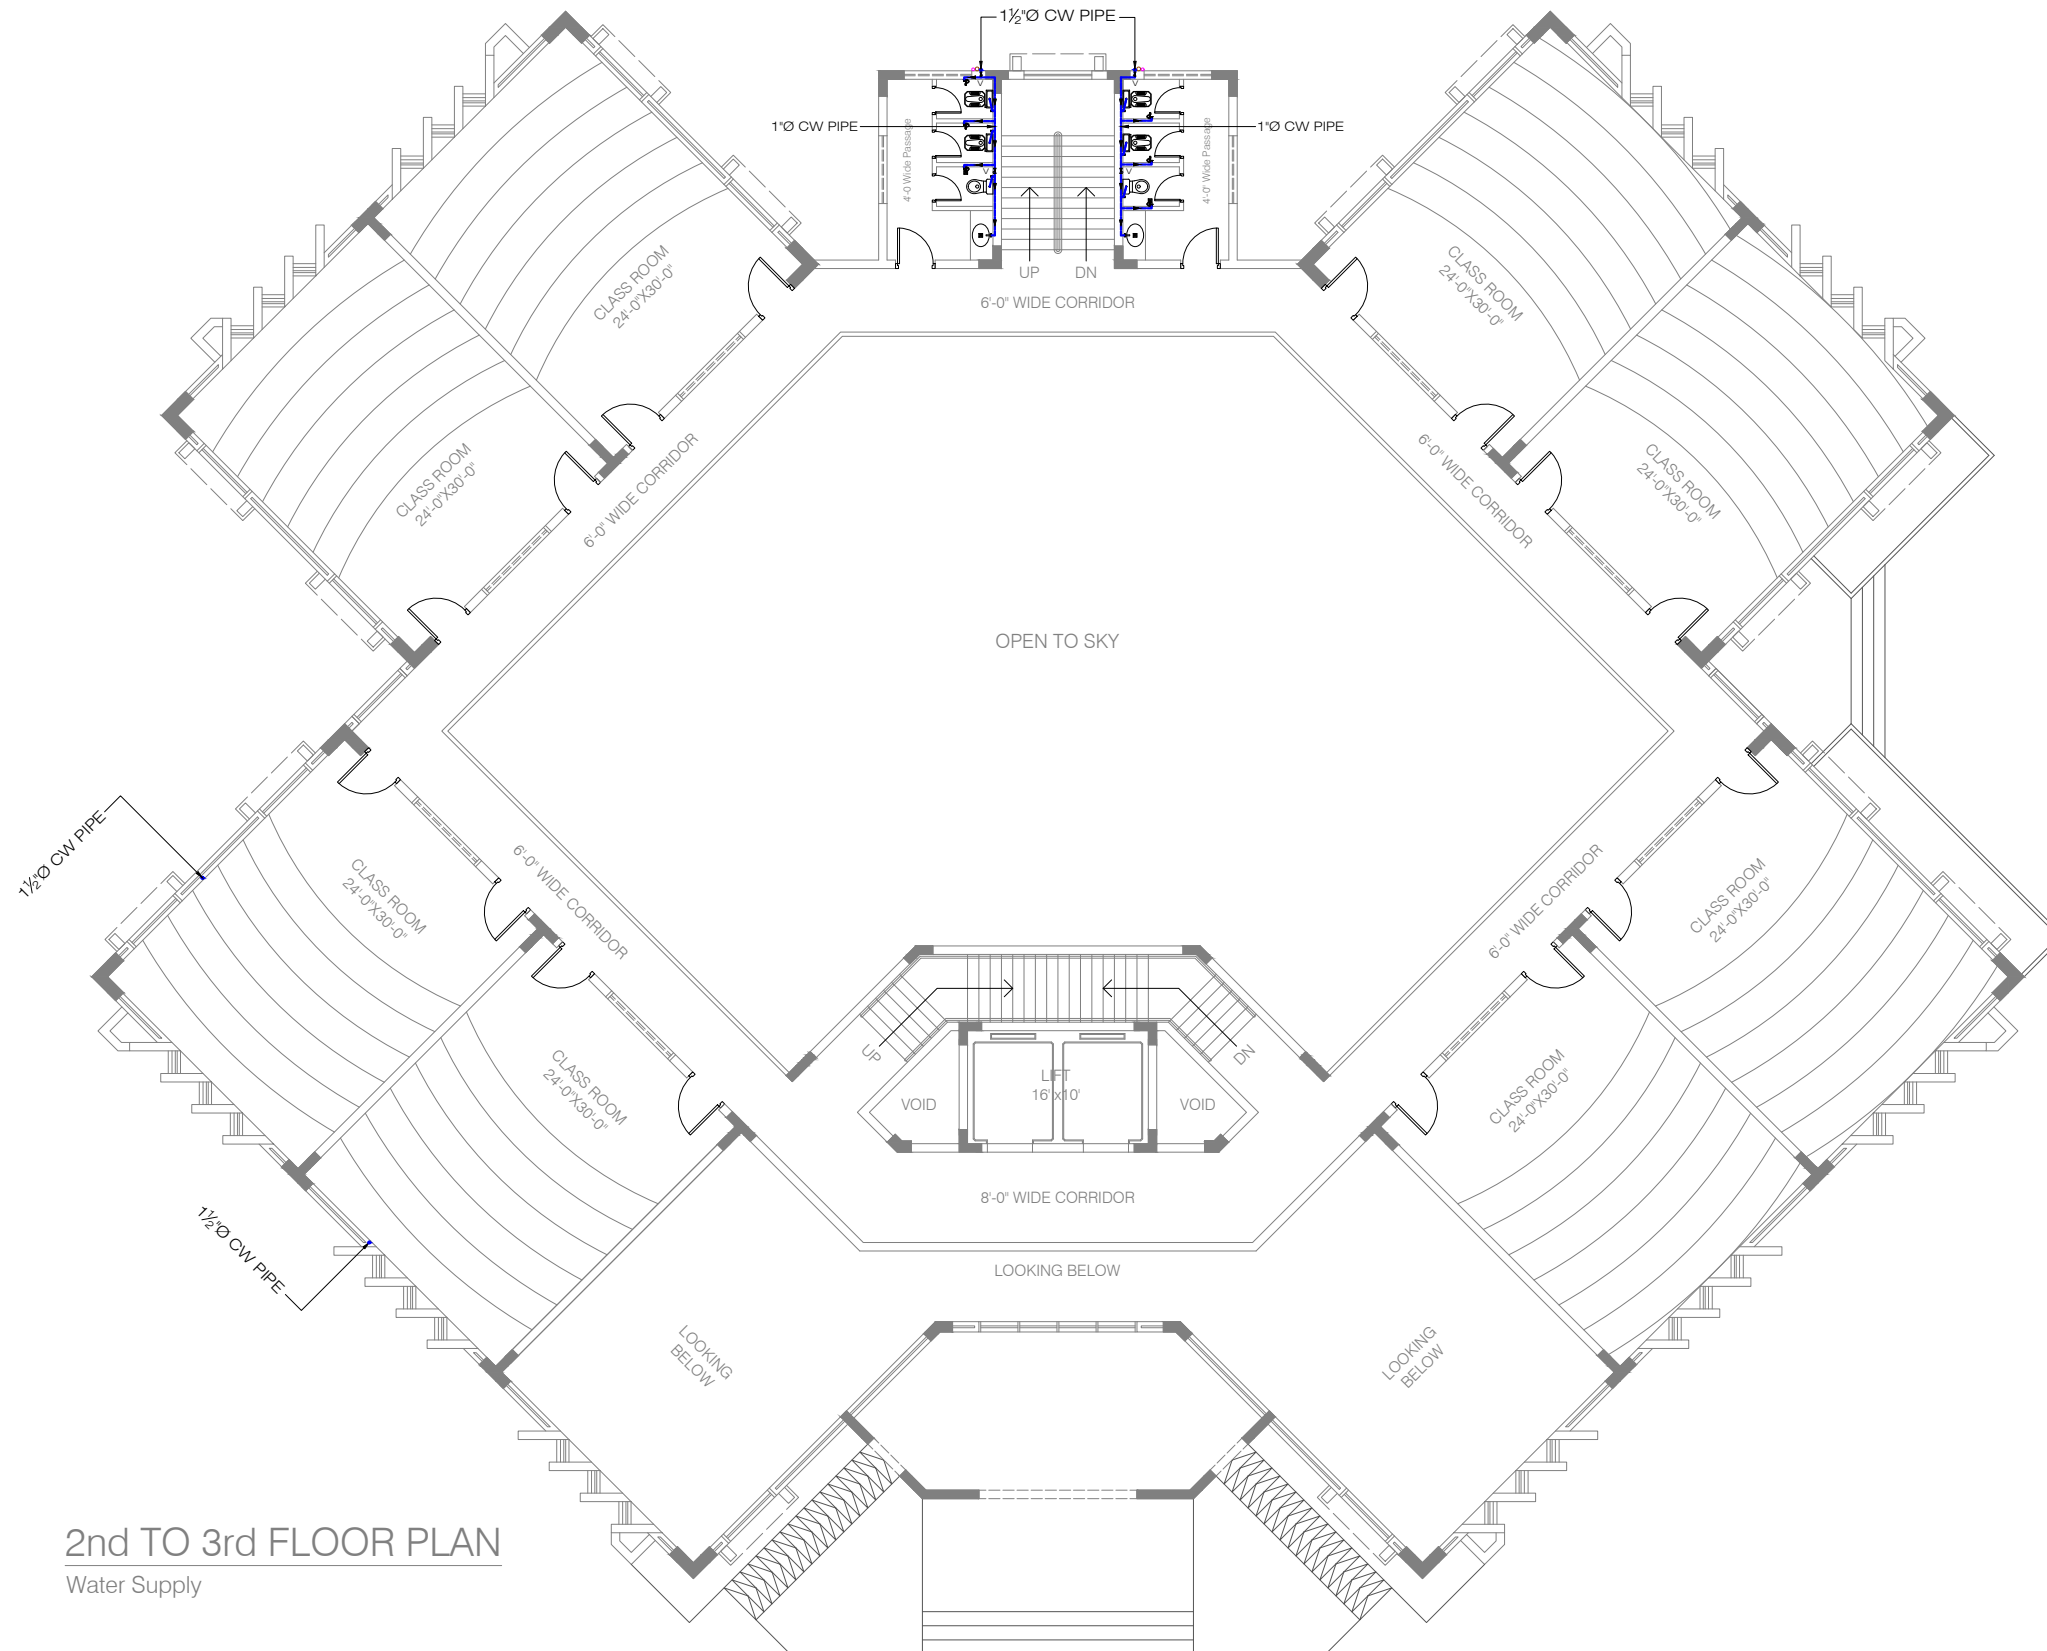 1½"Ø CW PIPE
1"Ø CW PIPE
1"Ø CW PIPE
4'-0 Wide Passage
4'-0" Wide Passage
UP
DN
6'-0" WIDE CORRIDOR
CLASS ROOM
24'-0"X30'-0"
CLASS ROOM
24'-0"X30'-0"
CLASS ROOM
24'-0"X30'-0"
CLASS ROOM
24'-0"X30'-0"
6'-0" WIDE CORRIDOR
6'-0" WIDE CORRIDOR
OPEN TO SKY
1½"Ø CW PIPE
CLASS ROOM
24'-0"X30'-0"
6'-0" WIDE CORRIDOR
6'-0" WIDE CORRIDOR
CLASS ROOM
24'-0"X30'-0"
CLASS ROOM
24'-0"X30'-0"
UP
DN
LIFT
16'x10'
VOID
VOID
CLASS ROOM
24'-0"X30'-0"
8'-0" WIDE CORRIDOR
1½"Ø CW PIPE
LOOKING BELOW
LOOKING
BELOW
LOOKING
BELOW
2nd TO 3rd FLOOR PLAN
Water Supply